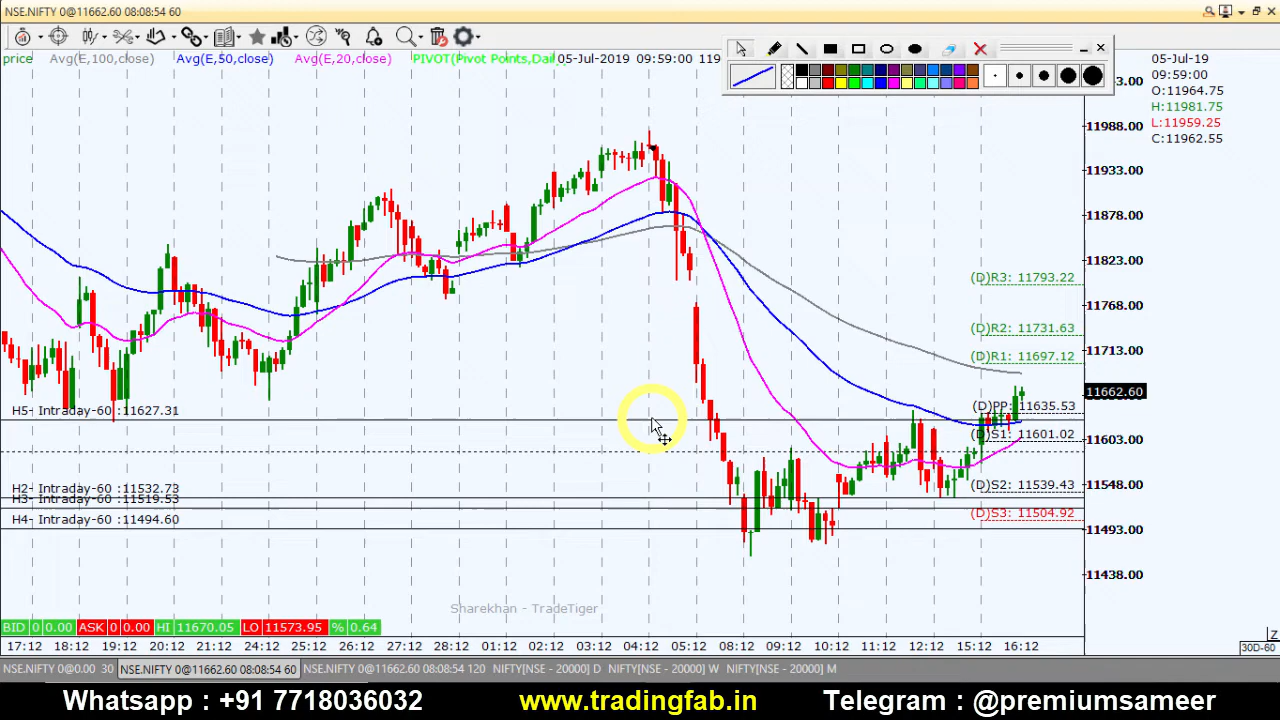 NSE.NIFTY 0@11662.60 08:08:54 60
price Avg(E,100,close) Avg(E,50,close) Avg(E,20,close) PIVOT(Pivot Points,Dail 05-Jul-2019 09:59:00 119
05-Jul-19
09:59:00
O:11964.75
H:11981.75
L:11959.25
C:11962.55
11988.00
11933.00
11878.00
11823.00
(D)R3: 11793.22
11768.00
(D)R2: 11731.63
(D)R1: 11697.12
11713.00
11662.60
H5- Intraday-60 :11627.31
(D)PP: 11635.53
(D)S1: 11601.02
11603.00
H2- Intraday-60 :11532.73
(D)S2: 11539.43
11548.00
H3- Intraday-60 :11519.53
H4- Intraday-60 :11494.60
(D)S3: 11504.92
11493.00
11438.00
Sharekhan - TradeTiger
BID 0 0.00 ASK 0 0.00 HI 11670.05 LO 11573.95 % 0.64
17:12 18:12 19:12 20:12 21:12 24:12 26:12 27:12 28:12 01:12 02:12 03:12 04:12 05:12 08:12 09:12 10:12 11:12 12:12 15:12 16:12
30D-60
NSE.NIFTY 0@0.00 30 NSE.NIFTY 0@11662.60 08:08:54 60 NSE.NIFTY 0@11662.60 08:08:54 120 NIFTY[NSE - 20000] D NIFTY[NSE - 20000] W NIFTY[NSE - 20000] M
Whatsapp : +91 7718036032 www.tradingfab.in Telegram : @premiumsameer